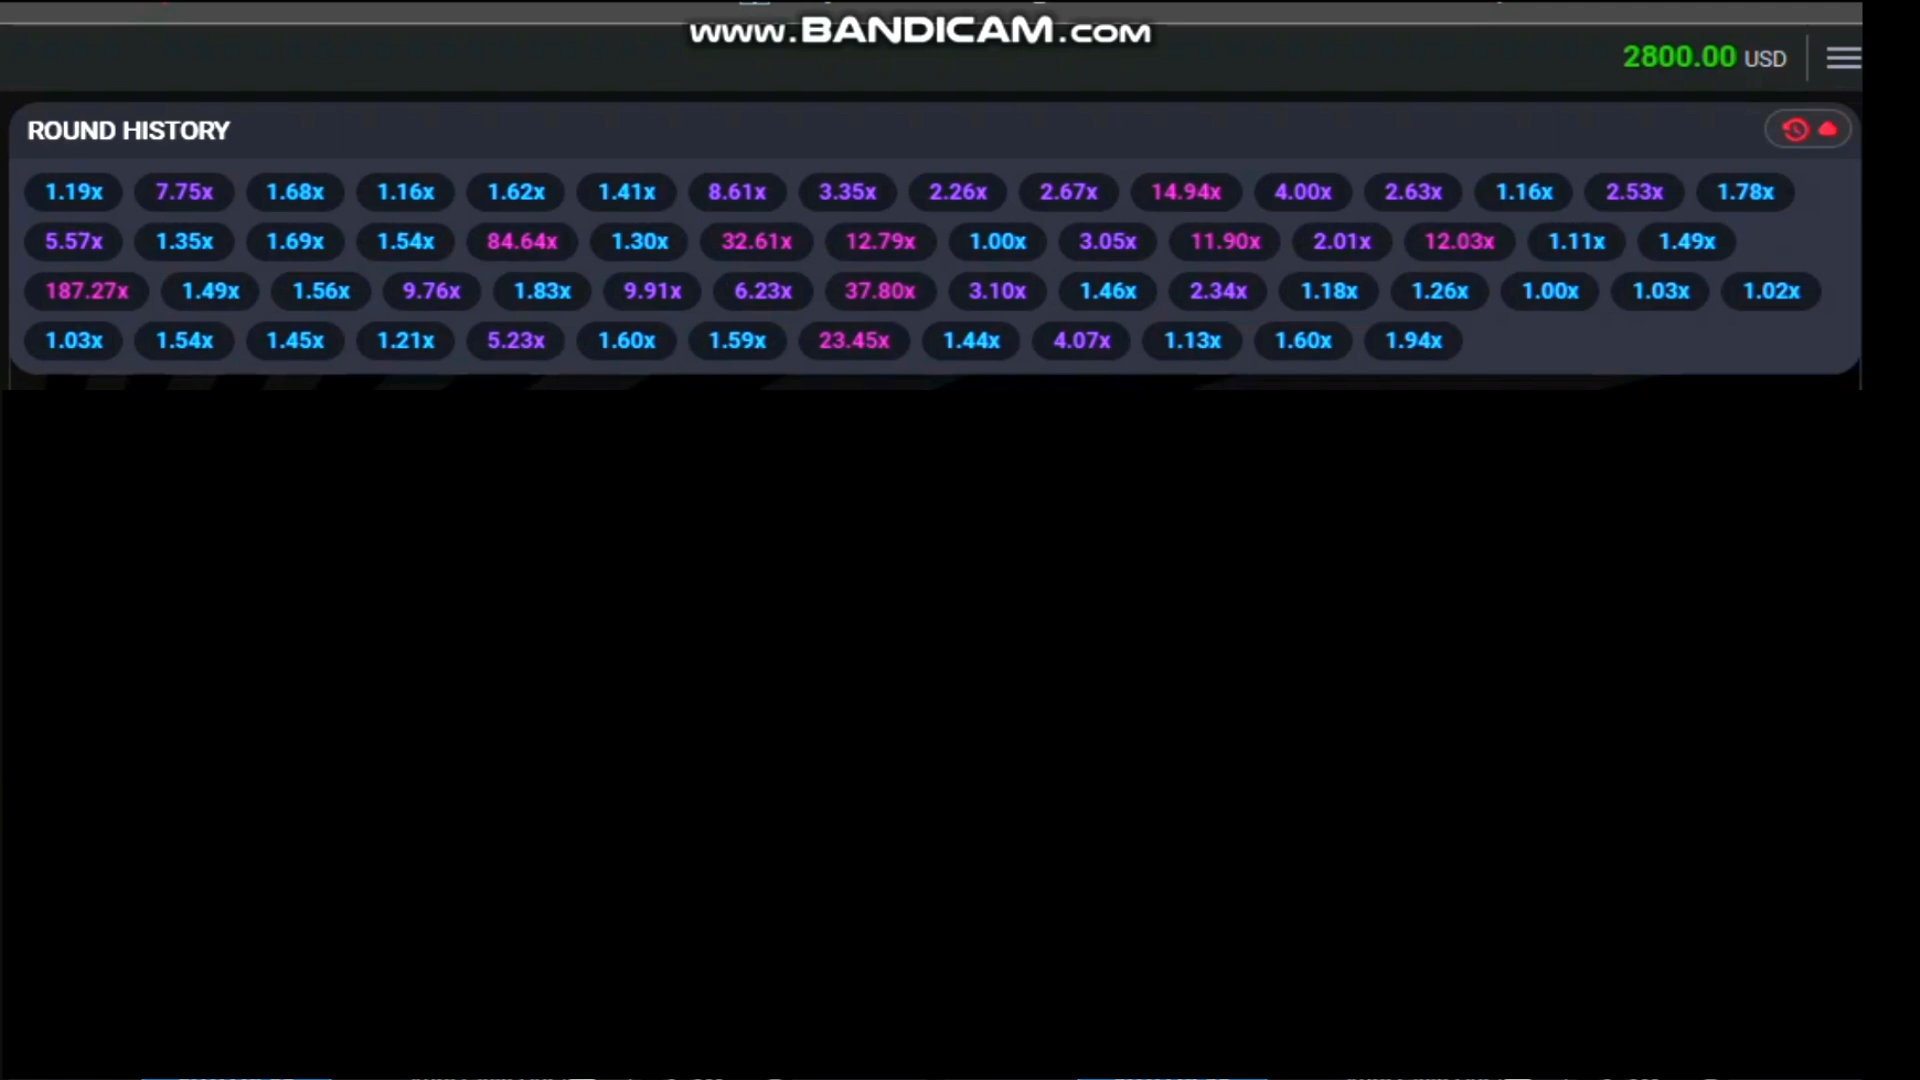 www.BANDICAM.COM
2800.00 USD
ROUND HISTORY
1.19x 7.75x 1.68x 1.16x 1.62x 1.41x 8.61x 3.35x 2.26x 2.67x 14.94x 4.00x 2.63x 1.16x 2.53x 1.78x
5.57x 1.35x 1.69x 1.54x 84.64x 1.30x 32.61x 12.79x 1.00x 3.05x 11.90x 2.01x 12.03x 1.11x 1.49x
187.27x 1.49x 1.56x 9.76x 1.83x 9.91x 6.23x 37.80x 3.10x 1.46x 2.34x 1.18x 1.26x 1.00x 1.03x 1.02x
1.03x 1.54x 1.45x 1.21x 5.23x 1.60x 1.59x 23.45x 1.44x 4.07x 1.13x 1.60x 1.94x